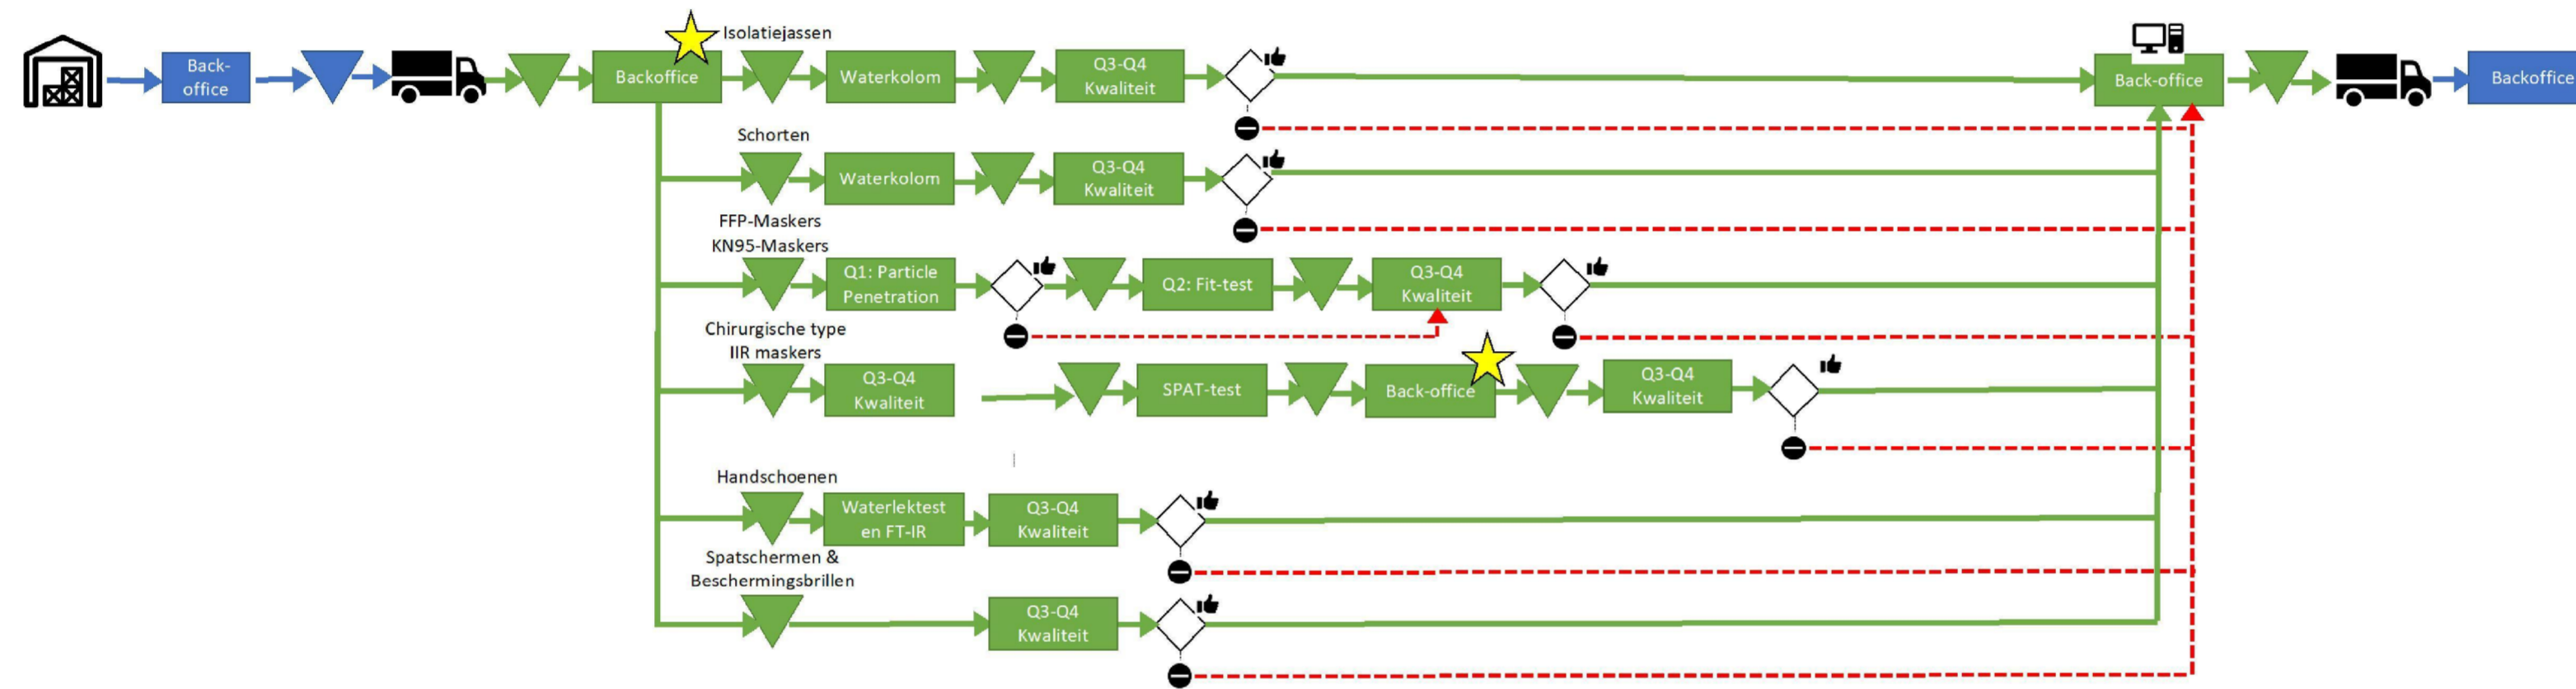 Isolatiejassen
Back-
office
Backoffice
Waterkolom
Q3-Q4
Kwaliteit
Back-office
Backoffice
Schorten
Waterkolom
Q3-Q4
Kwaliteit
FFP-Maskers
KN95-Maskers
Q1: Particle
Penetration
Q2: Fit-test
Q3-Q4
Kwaliteit
Chirurgische type
IIR maskers
Q3-Q4
Kwaliteit
SPAT-test
Back-office
Q3-Q4
Kwaliteit
Handschoenen
Waterlektest
en FT-IR
Q3-Q4
Kwaliteit
Spatschermen &
Beschermingsbrillen
Q3-Q4
Kwaliteit